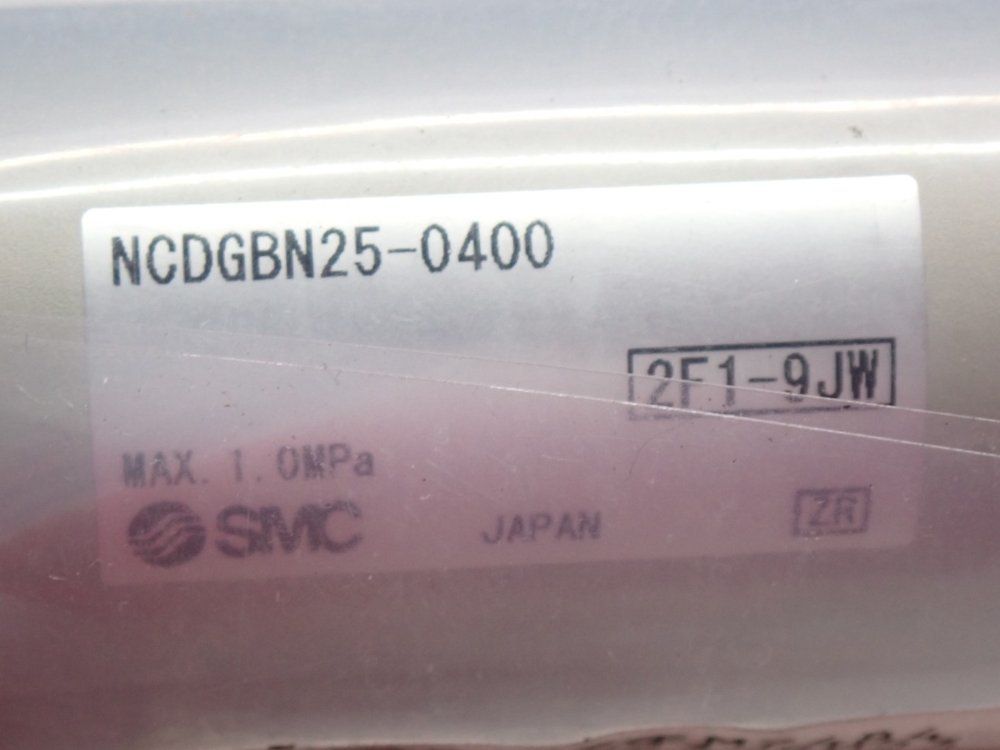 NCDGBN25-0400
2F1-9JW
MAX. 1.0MPa
SMC JAPAN ZR